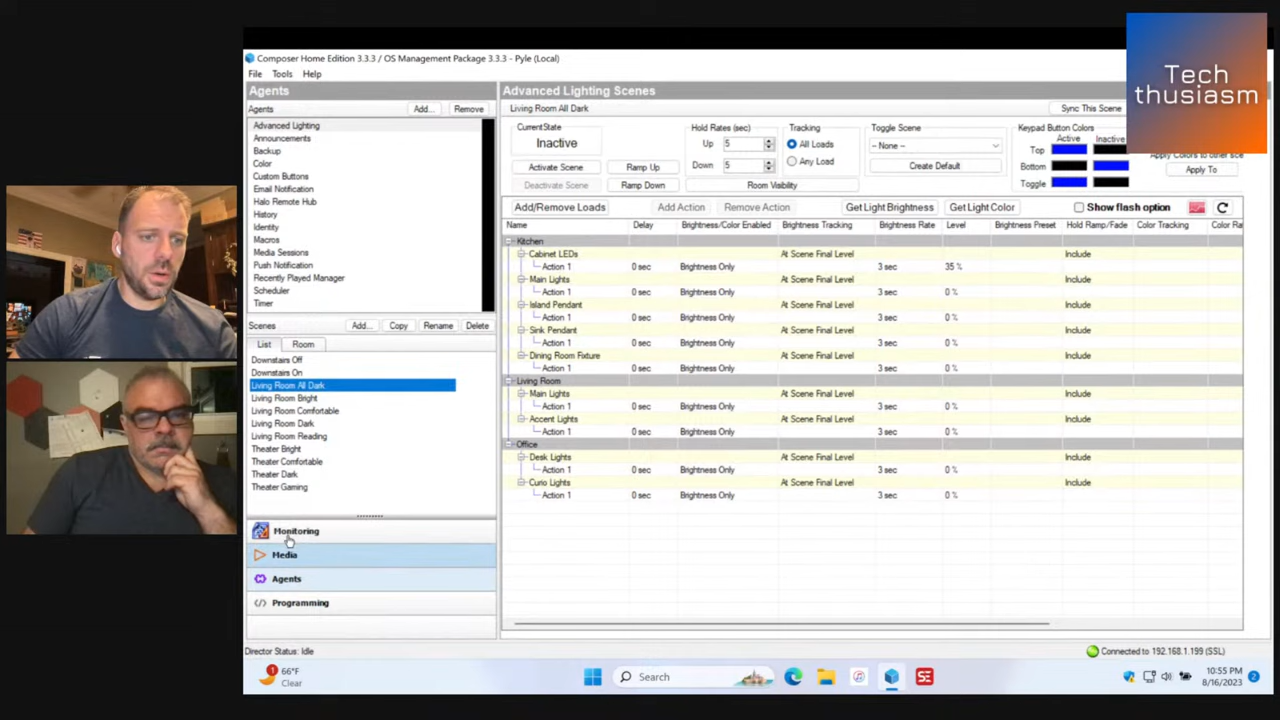 Tech
thusiasm
Composer Home Edition 3.3.3 / OS Management Package 3.3.3 - Pyle (Local)
File Tools Help
Agents
Agents Add... Remove
Advanced Lighting
Announcements
Backup
Color
Custom Buttons
Email Notification
Halo Remote Hub
History
Identity
Macros
Media Sessions
Push Notification
Recently Played Manager
Scheduler
Timer
Scenes Add... Copy Rename Delete
List Room
Downstairs Off
Downstairs On
Living Room All Dark
Living Room Bright
Living Room Comfortable
Living Room Dark
Living Room Reading
Theater Bright
Theater Comfortable
Theater Dark
Theater Gaming
Monitoring
Media
Agents
Programming
Director Status: Idle
Advanced Lighting Scenes
Living Room All Dark Sync This Scene
Current State Hold Rates (sec) Tracking Toggle Scene Keypad Button Colors
Active Inactive
Inactive Up 5 All Loads -- None -- Top
Activate Scene Ramp Up Down 5 Any Load Create Default Bottom Apply Colors to other sce
Apply To
Deactivate Scene Ramp Down Room Visibility Toggle
Add/Remove Loads Add Action Remove Action Get Light Brightness Get Light Color Show flash option
Name Delay Brightness/Color Enabled Brightness Tracking Brightness Rate Level Brightness Preset Hold Ramp/Fade Color Tracking Color Ra
Kitchen
Cabinet LEDs At Scene Final Level Include
Action 1 0 sec Brightness Only 3 sec 35 %
Main Lights At Scene Final Level Include
Action 1 0 sec Brightness Only 3 sec 0 %
Island Pendant At Scene Final Level Include
Action 1 0 sec Brightness Only 3 sec 0 %
Sink Pendant At Scene Final Level Include
Action 1 0 sec Brightness Only 3 sec 0 %
Dining Room Fixture At Scene Final Level Include
Action 1 0 sec Brightness Only 3 sec 0 %
Living Room
Main Lights At Scene Final Level Include
Action 1 0 sec Brightness Only 3 sec 0 %
Accent Lights At Scene Final Level Include
Action 1 0 sec Brightness Only 3 sec 0 %
Office
Desk Lights At Scene Final Level Include
Action 1 0 sec Brightness Only 3 sec 0 %
Curio Lights At Scene Final Level Include
Action 1 0 sec Brightness Only 3 sec 0 %
Connected to 192.168.1.199 (SSL)
1 66°F
Clear
Search
SE
10:55 PM
8/16/2023
2